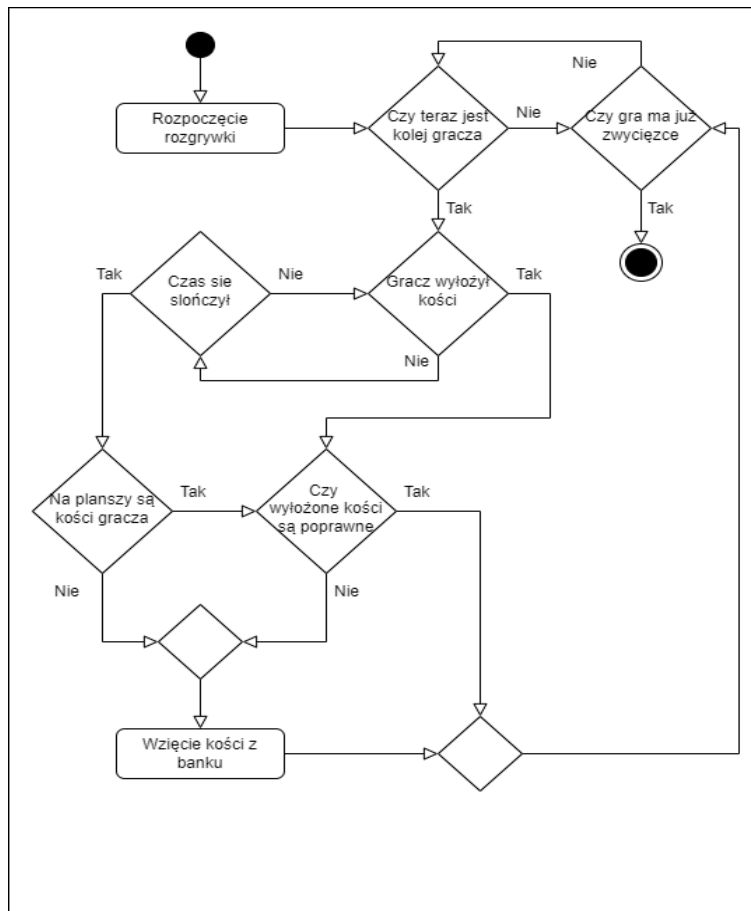 Nie
Rozpoczęcie
rozgrywki
Czy teraz jest
kolej gracza
Nie
Czy gra ma już
zwycięzce
Tak
Tak
Tak
Czas sie
slończył
Nie
Gracz wyłożył
kości
Tak
Nie
Na planszy są
kości gracza
Tak
Czy
wyłożone kości
są poprawne
Tak
Nie
Nie
Wzięcie kości z
banku